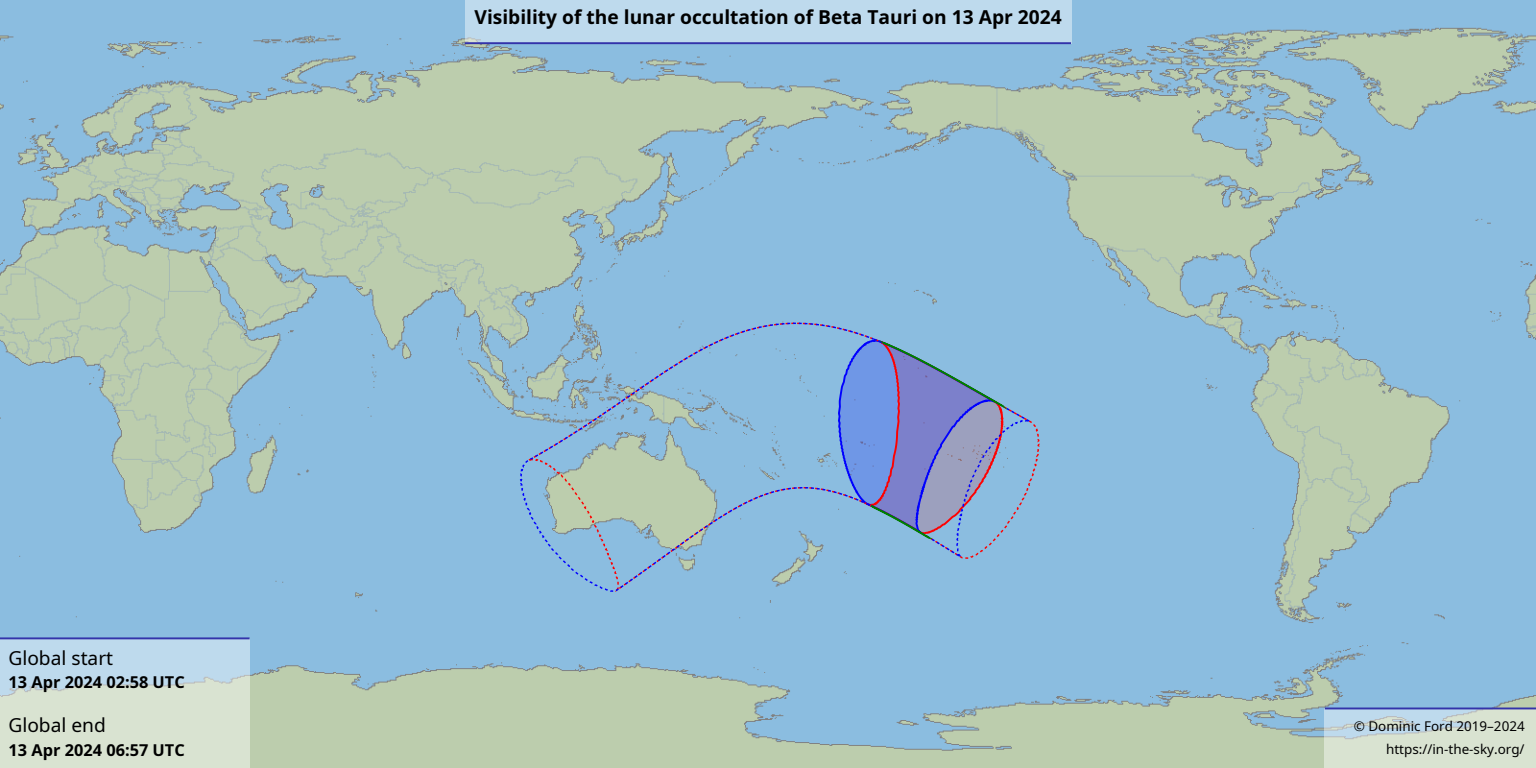 Visibility of the lunar occultation of Beta Tauri on 13 Apr 2024
Global start
13 Apr 2024 02:58 UTC
Global end
13 Apr 2024 06:57 UTC
© Dominic Ford 2019–2024
https://in-the-sky.org/